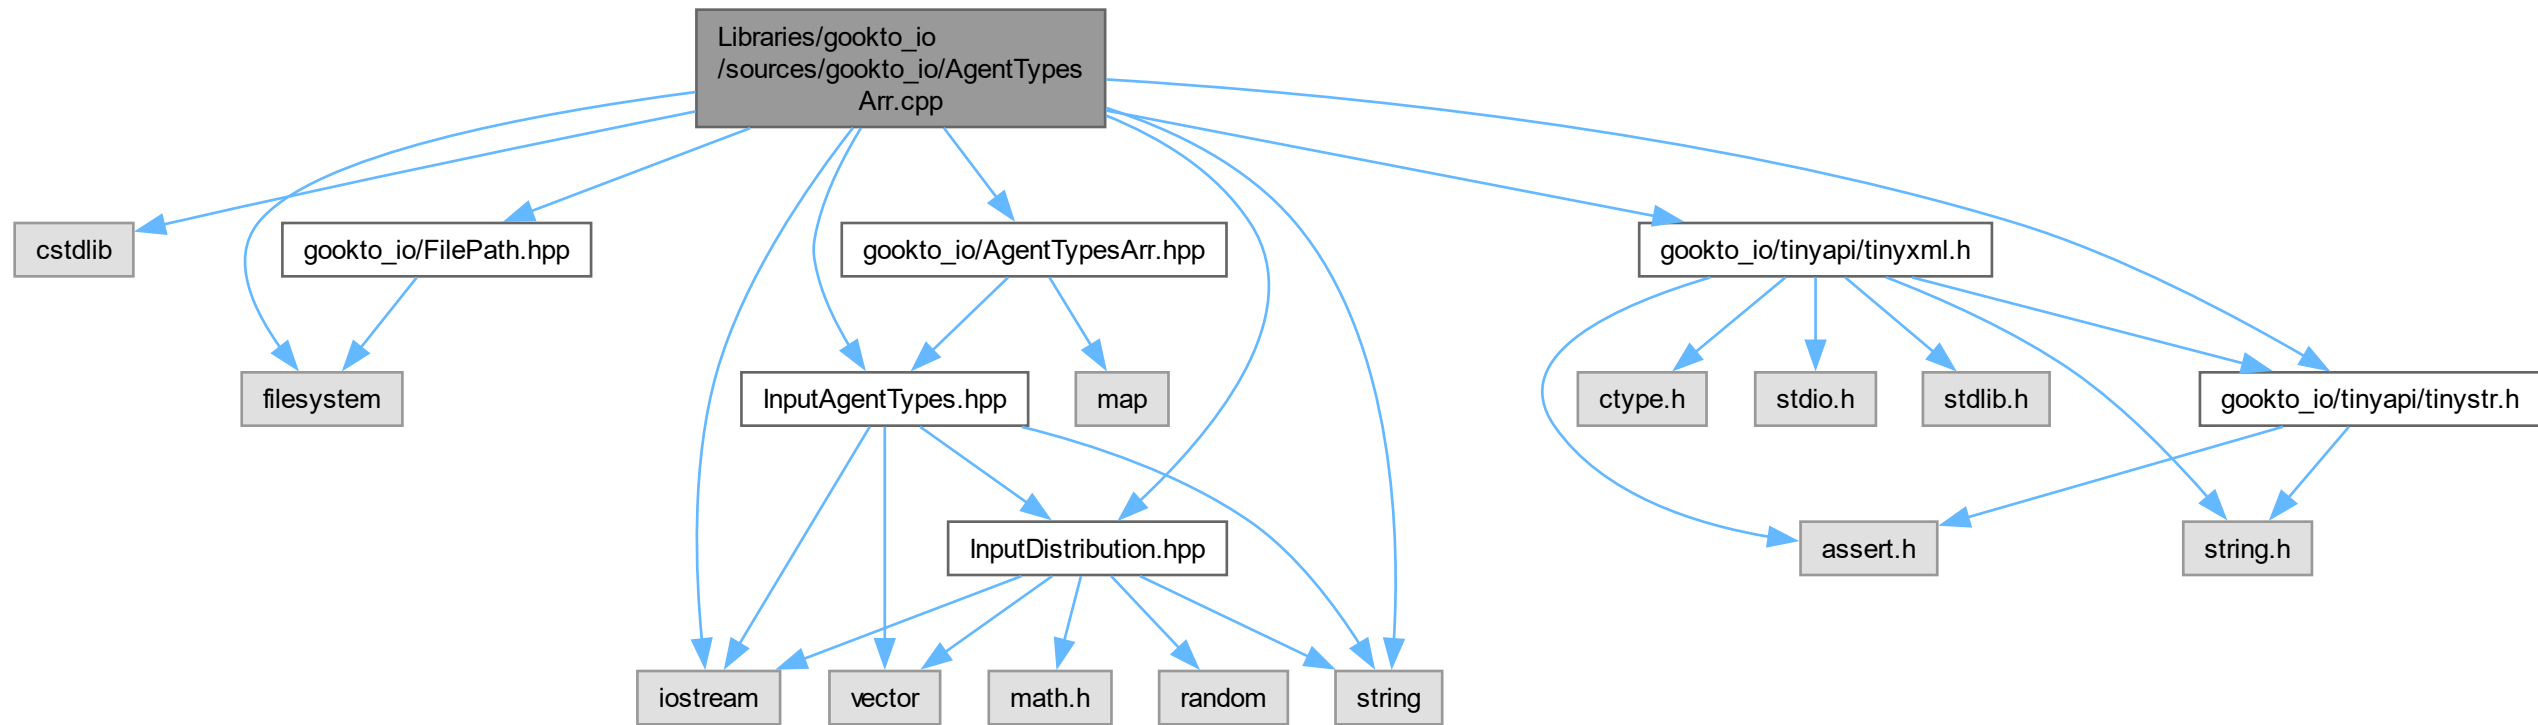 Libraries/gookto_io
/sources/gookto_io/AgentTypes
Arr.cpp
cstdlib
gookto_io/FilePath.hpp
gookto_io/AgentTypesArr.hpp
gookto_io/tinyapi/tinyxml.h
filesystem
InputAgentTypes.hpp
map
ctype.h
stdio.h
stdlib.h
gookto_io/tinyapi/tinystr.h
InputDistribution.hpp
assert.h
string.h
iostream
vector
math.h
random
string